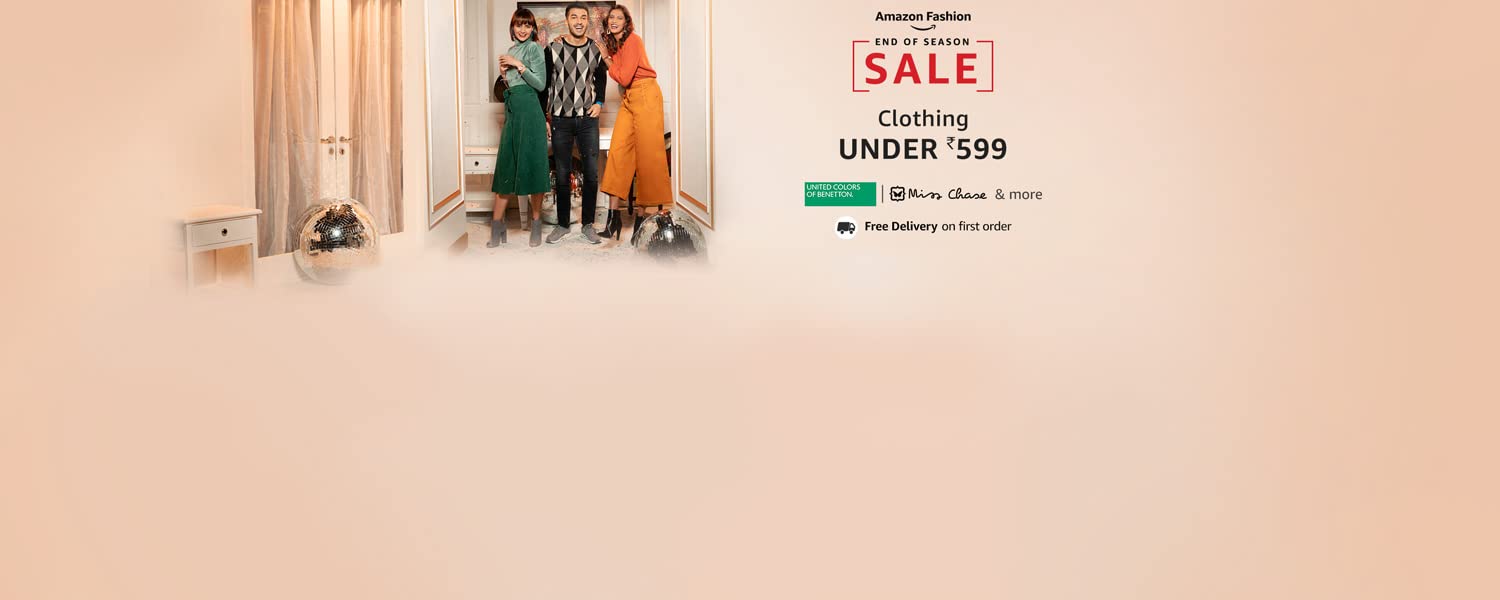 Amazon Fashion
END OF SEASON
SALE
Clothing
UNDER ₹599
UNITED COLORS
OF BENETTON.
Miss Chase & more
Free Delivery on first order